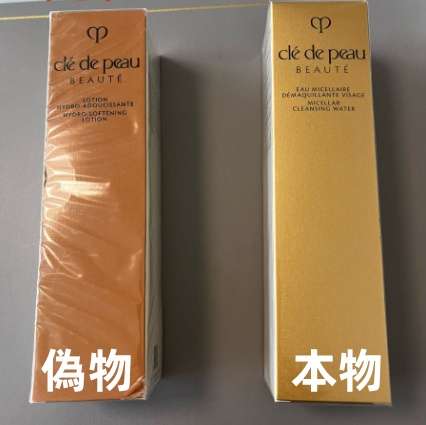 clé de peau
BEAUTÉ
LOTION
HYDRO-ADOUCISSANTE
HYDRO-SOFTENING
LOTION
偽物
clé de peau
BEAUTÉ
EAU MICELLAIRE
DÉMAQUILLANTE VISAGE
MICELLAR
CLEANSING WATER
本物